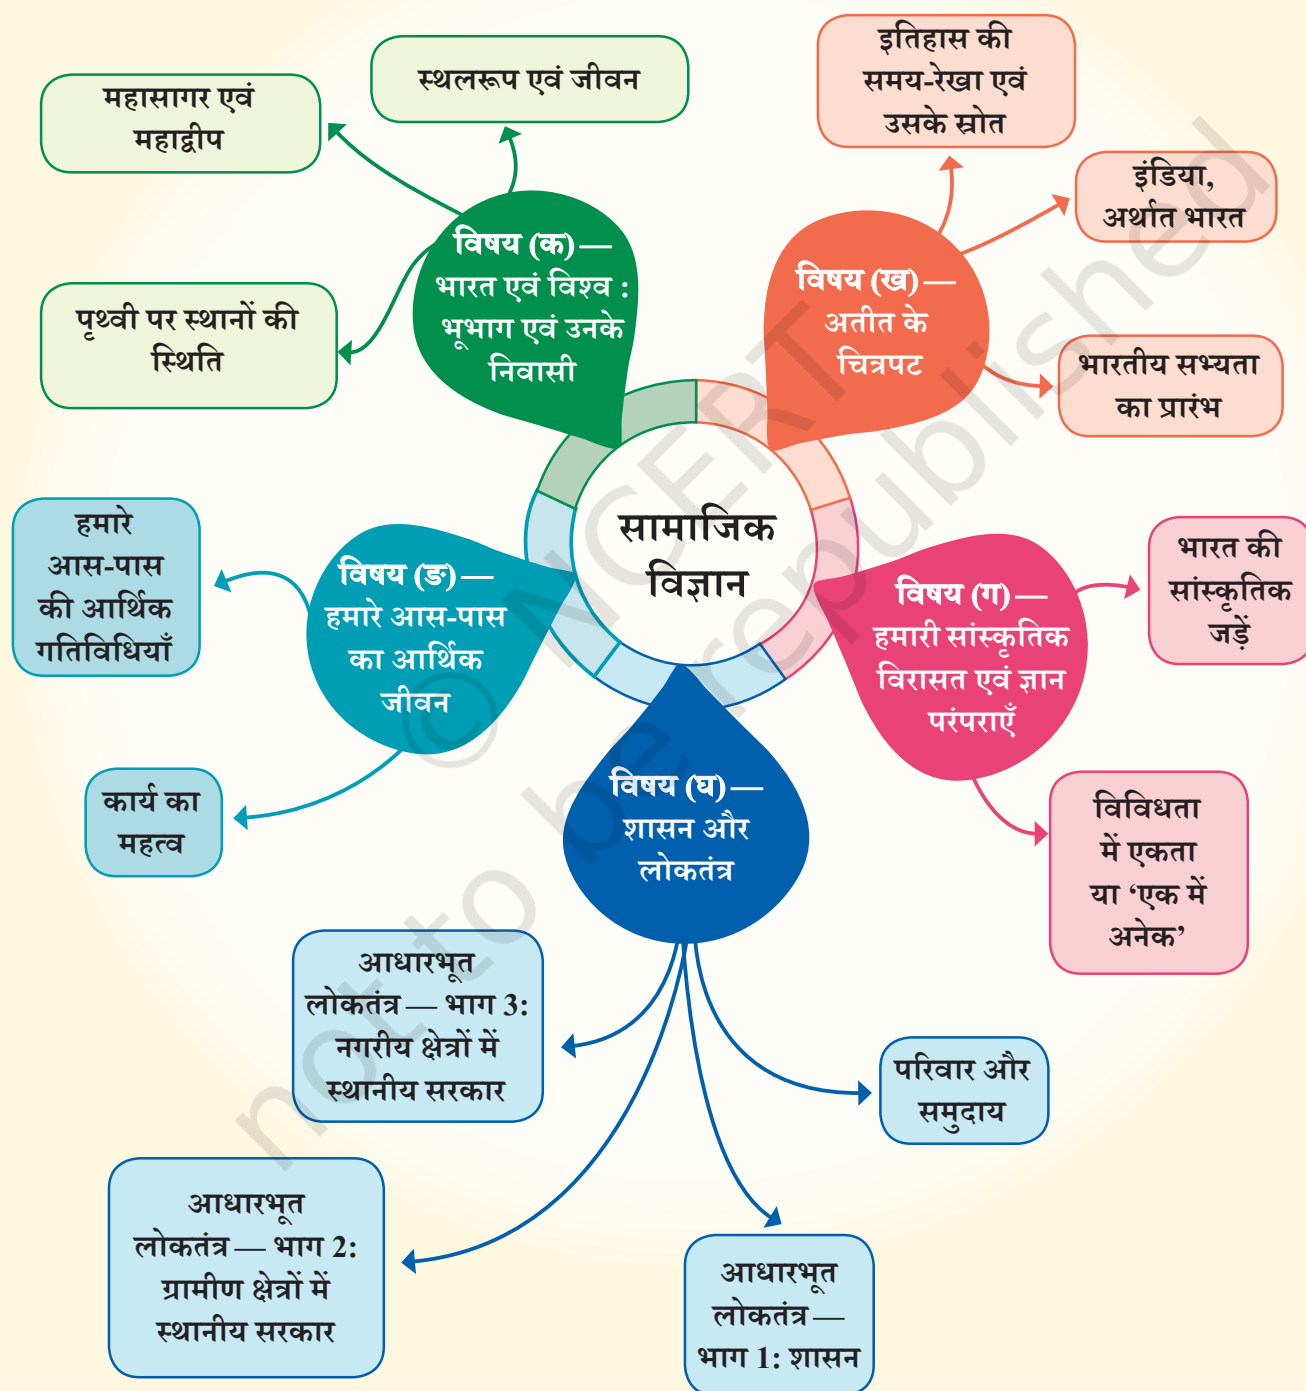 सामाजिक
विज्ञान
विषय (क) —
भारत एवं विश्व :
भूभाग एवं उनके
निवासी
पृथ्वी पर स्थानों की
स्थिति
महासागर एवं
महाद्वीप
स्थलरूप एवं जीवन
विषय (ख) —
अतीत के
चित्रपट
इतिहास की
समय-रेखा एवं
उसके स्रोत
इंडिया,
अर्थात भारत
भारतीय सभ्यता
का प्रारंभ
विषय (ग) —
हमारी सांस्कृतिक
विरासत एवं ज्ञान
परंपराएँ
भारत की
सांस्कृतिक
जड़ें
विविधता
में एकता
या ‘एक में
अनेक’
विषय (घ) —
शासन और
लोकतंत्र
परिवार और
समुदाय
आधारभूत
लोकतंत्र —
भाग 1: शासन
आधारभूत
लोकतंत्र — भाग 2:
ग्रामीण क्षेत्रों में
स्थानीय सरकार
आधारभूत
लोकतंत्र — भाग 3:
नगरीय क्षेत्रों में
स्थानीय सरकार
विषय (ङ) —
हमारे आस-पास
का आर्थिक
जीवन
हमारे
आस-पास
की आर्थिक
गतिविधियाँ
कार्य का
महत्व
© NCERT
not to be republished